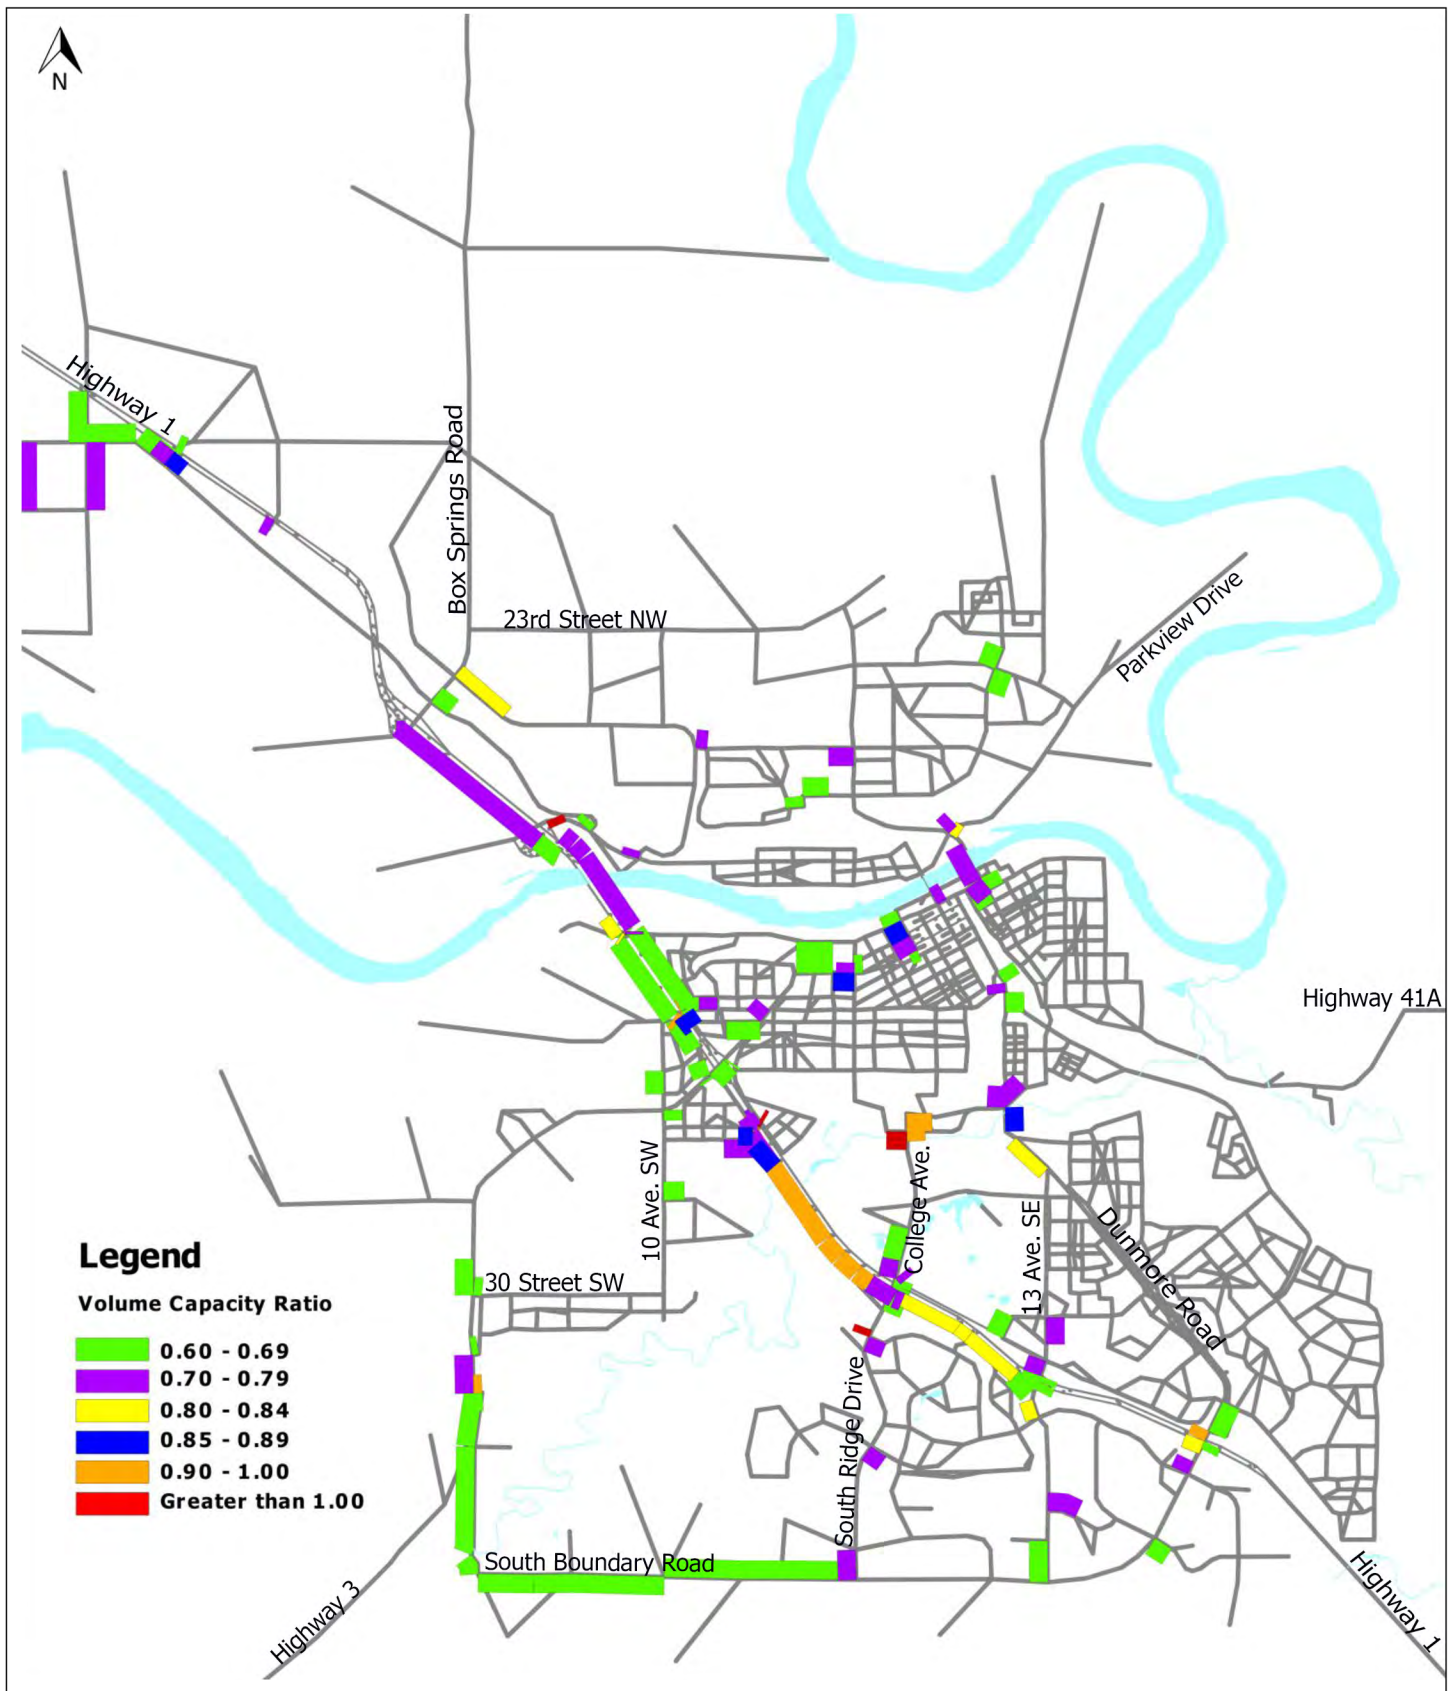 N
Highway 1
Box Springs Road
23rd Street NW
Parkview Drive
Highway 41A
10 Ave. SW
College Ave.
13 Ave. SE
Dunmore Road
30 Street SW
South Ridge Drive
South Boundary Road
Highway 3
Highway 1
Legend
Volume Capacity Ratio
0.60 - 0.69
0.70 - 0.79
0.80 - 0.84
0.85 - 0.89
0.90 - 1.00
Greater than 1.00